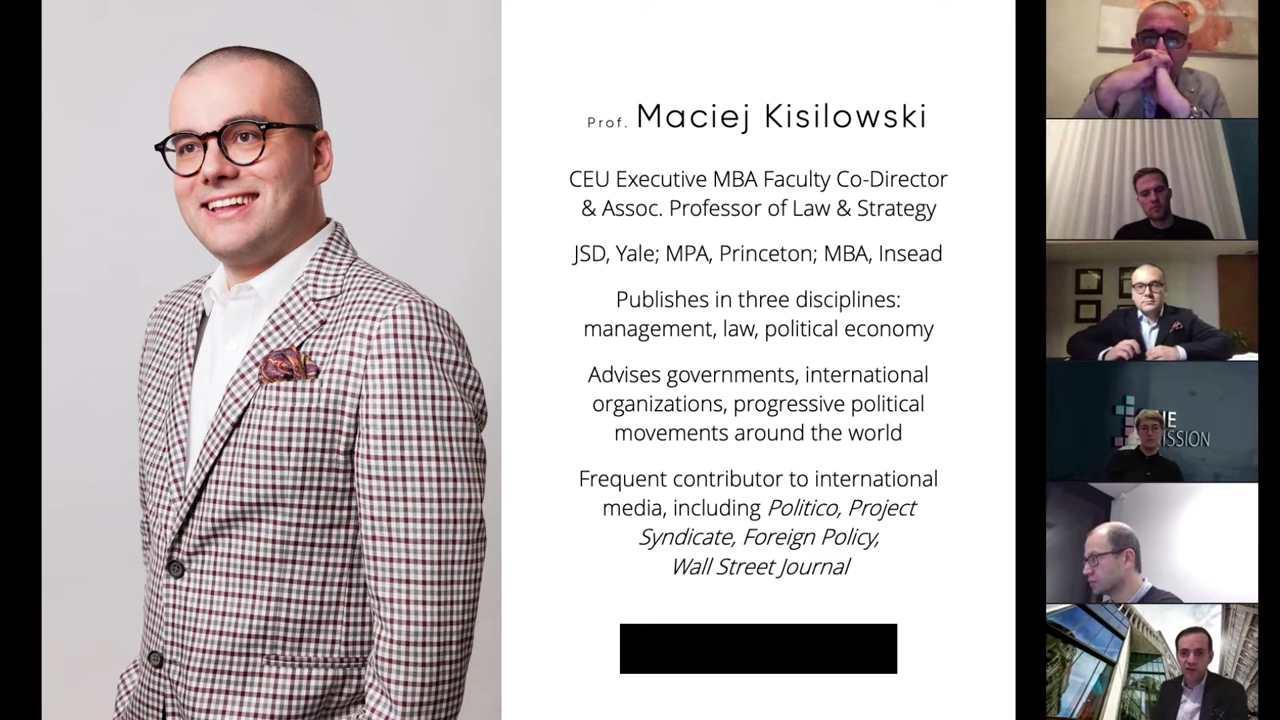 Prof. Maciej Kisilowski
CEU Executive MBA Faculty Co-Director
& Assoc. Professor of Law & Strategy
JSD, Yale; MPA, Princeton; MBA, Insead
Publishes in three disciplines:
management, law, political economy
Advises governments, international
organizations, progressive political
movements around the world
Frequent contributor to international
media, including Politico, Project
Syndicate, Foreign Policy,
Wall Street Journal